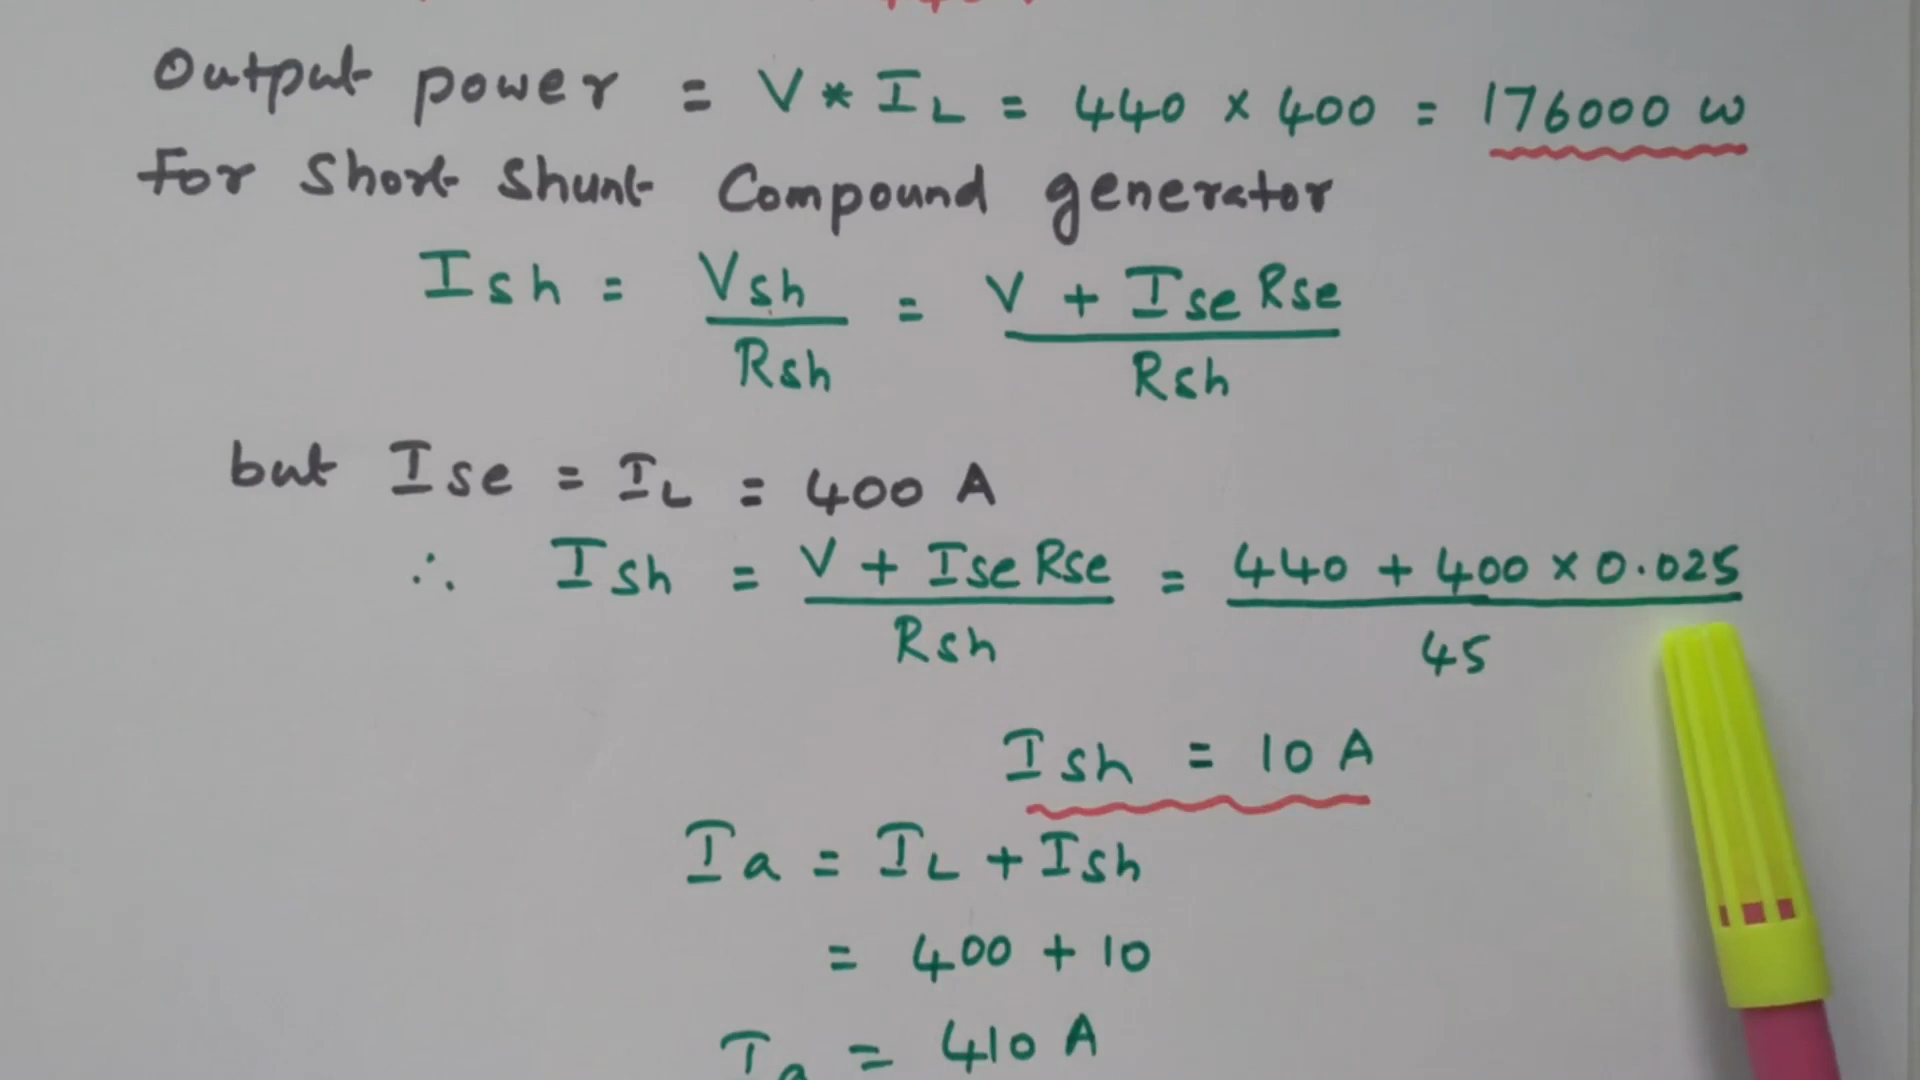 Output power = V * IL = 440 × 400 = 176000 W
For Short Shunt Compound generator
Ish = Vsh / Rsh = V + Ise Rse / Rsh
but Ise = IL = 400 A
∴ Ish = V + Ise Rse / Rsh = 440 + 400 × 0.025 / 45
Ish = 10 A
Ia = IL + Ish
= 400 + 10
Ia = 410 A